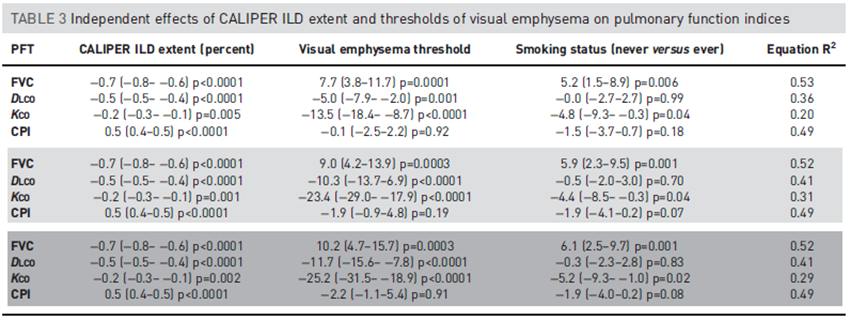 TABLE 3 Independent effects of CALIPER ILD extent and thresholds of visual emphysema on pulmonary function indices
PFT CALIPER ILD extent (percent) Visual emphysema threshold Smoking status (never versus ever) Equation R²
FVC −0.7 (−0.8– −0.6) p<0.0001 7.7 (3.8–11.7) p=0.0001 5.2 (1.5–8.9) p=0.006 0.53
DLCO −0.5 (−0.5– −0.4) p<0.0001 −5.0 (−7.9– −2.0) p=0.001 −0.0 (−2.7–2.7) p=0.99 0.36
KCO −0.2 (−0.3– −0.1) p=0.005 −13.5 (−18.4– −8.7) p<0.0001 −4.8 (−9.3– −0.3) p=0.04 0.20
CPI 0.5 (0.4–0.5) p<0.0001 −0.1 (−2.5–2.2) p=0.92 −1.5 (−3.7–0.7) p=0.18 0.49
FVC −0.7 (−0.8– −0.6) p<0.0001 9.0 (4.2–13.9) p=0.0003 5.9 (2.3–9.5) p=0.001 0.52
DLCO −0.5 (−0.5– −0.4) p<0.0001 −10.3 (−13.7–6.9) p<0.0001 −0.5 (−2.0–3.0) p=0.70 0.41
KCO −0.2 (−0.3– −0.1) p=0.001 −23.4 (−29.0– −17.9) p<0.0001 −4.4 (−8.5– −0.3) p=0.04 0.31
CPI 0.5 (0.4–0.5) p<0.0001 −1.9 (−0.9–4.8) p=0.19 −1.9 (−4.1–0.2) p=0.07 0.49
FVC −0.7 (−0.8– −0.6) p<0.0001 10.2 (4.7–15.7) p=0.0003 6.1 (2.5–9.7) p=0.001 0.52
DLCO −0.5 (−0.5– −0.4) p<0.0001 −11.7 (−15.6– −7.8) p<0.0001 −0.3 (−2.3–2.8) p=0.83 0.41
KCO −0.2 (−0.3– −0.1) p=0.002 −25.2 (−31.5– −18.9) p<0.0001 −5.2 (−9.3– −1.0) p=0.02 0.29
CPI 0.5 (0.4–0.5) p<0.0001 −2.2 (−1.1–5.4) p=0.91 −1.9 (−4.0–0.2) p=0.08 0.49